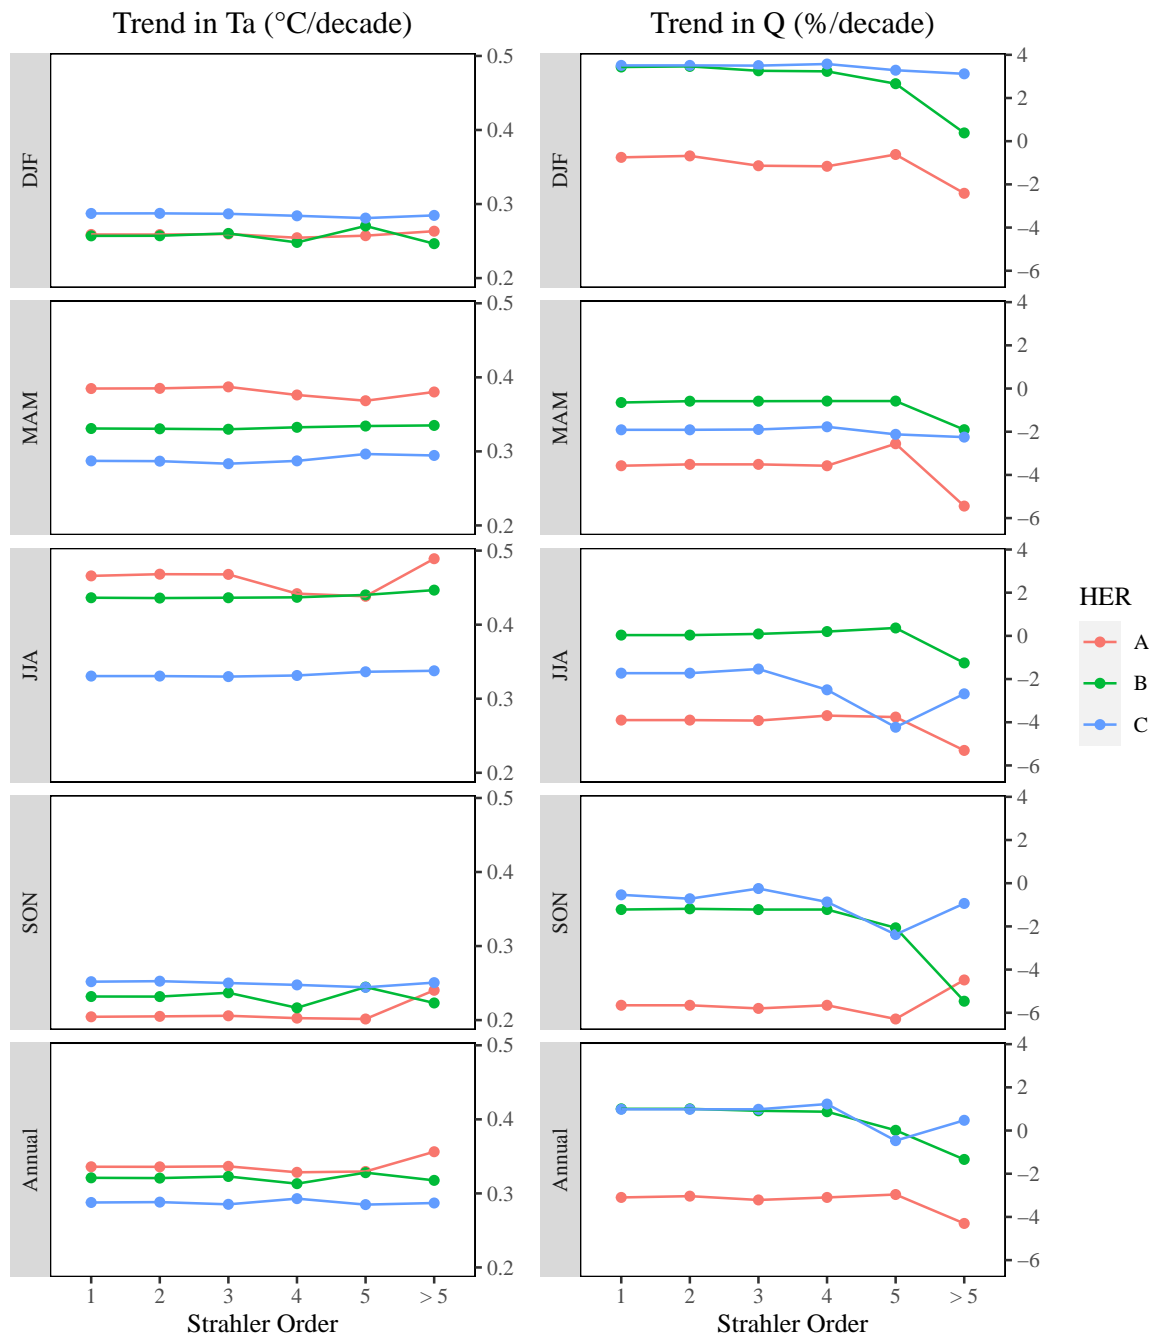 Trend in Ta (°C/decade)
Trend in Q (%/decade)
DJF
0.5
0.4
0.3
0.2
DJF
4
2
0
−2
−4
−6
MAM
0.5
0.4
0.3
0.2
MAM
4
2
0
−2
−4
−6
JJA
0.5
0.4
0.3
0.2
JJA
4
2
0
−2
−4
−6
SON
0.5
0.4
0.3
0.2
SON
4
2
0
−2
−4
−6
Annual
0.5
0.4
0.3
0.2
Annual
4
2
0
−2
−4
−6
1 2 3 4 5 > 5
Strahler Order
1 2 3 4 5 > 5
Strahler Order
HER
A
B
C